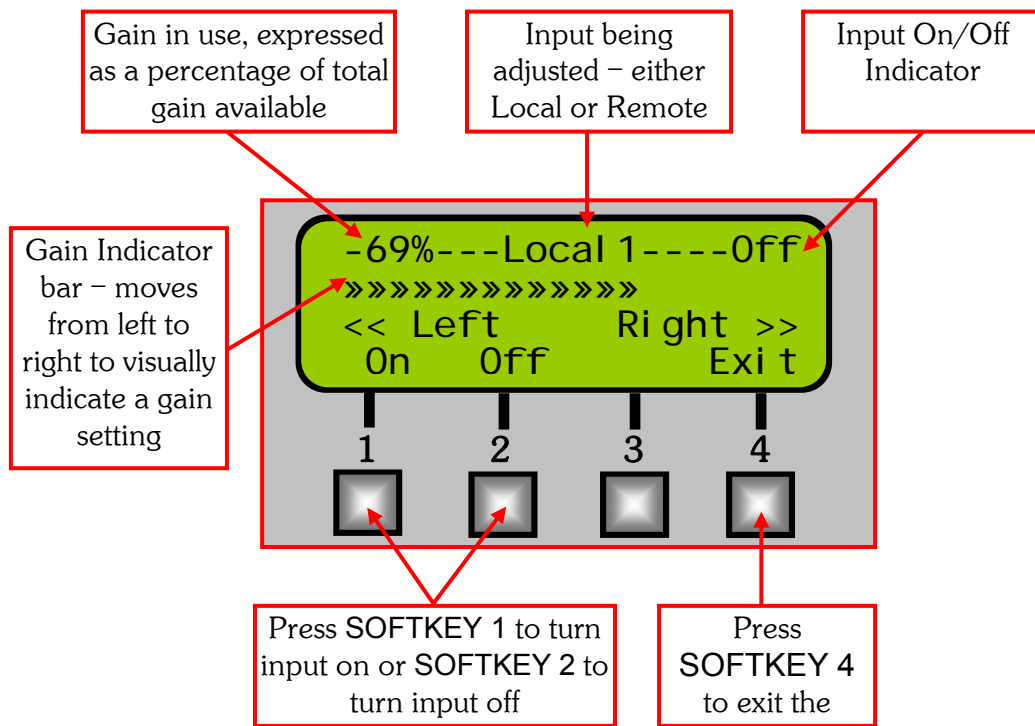 Gain in use, expressed
as a percentage of total
gain available
Input being
adjusted – either
Local or Remote
Input On/Off
Indicator
Gain Indicator
bar – moves
from left to
right to visually
indicate a gain
setting
-69%---Local 1----Off
»»»»»»»»»»»»»
<< Left Right >>
On Off Exit
1 2 3 4
Press SOFTKEY 1 to turn
input on or SOFTKEY 2 to
turn input off
Press
SOFTKEY 4
to exit the